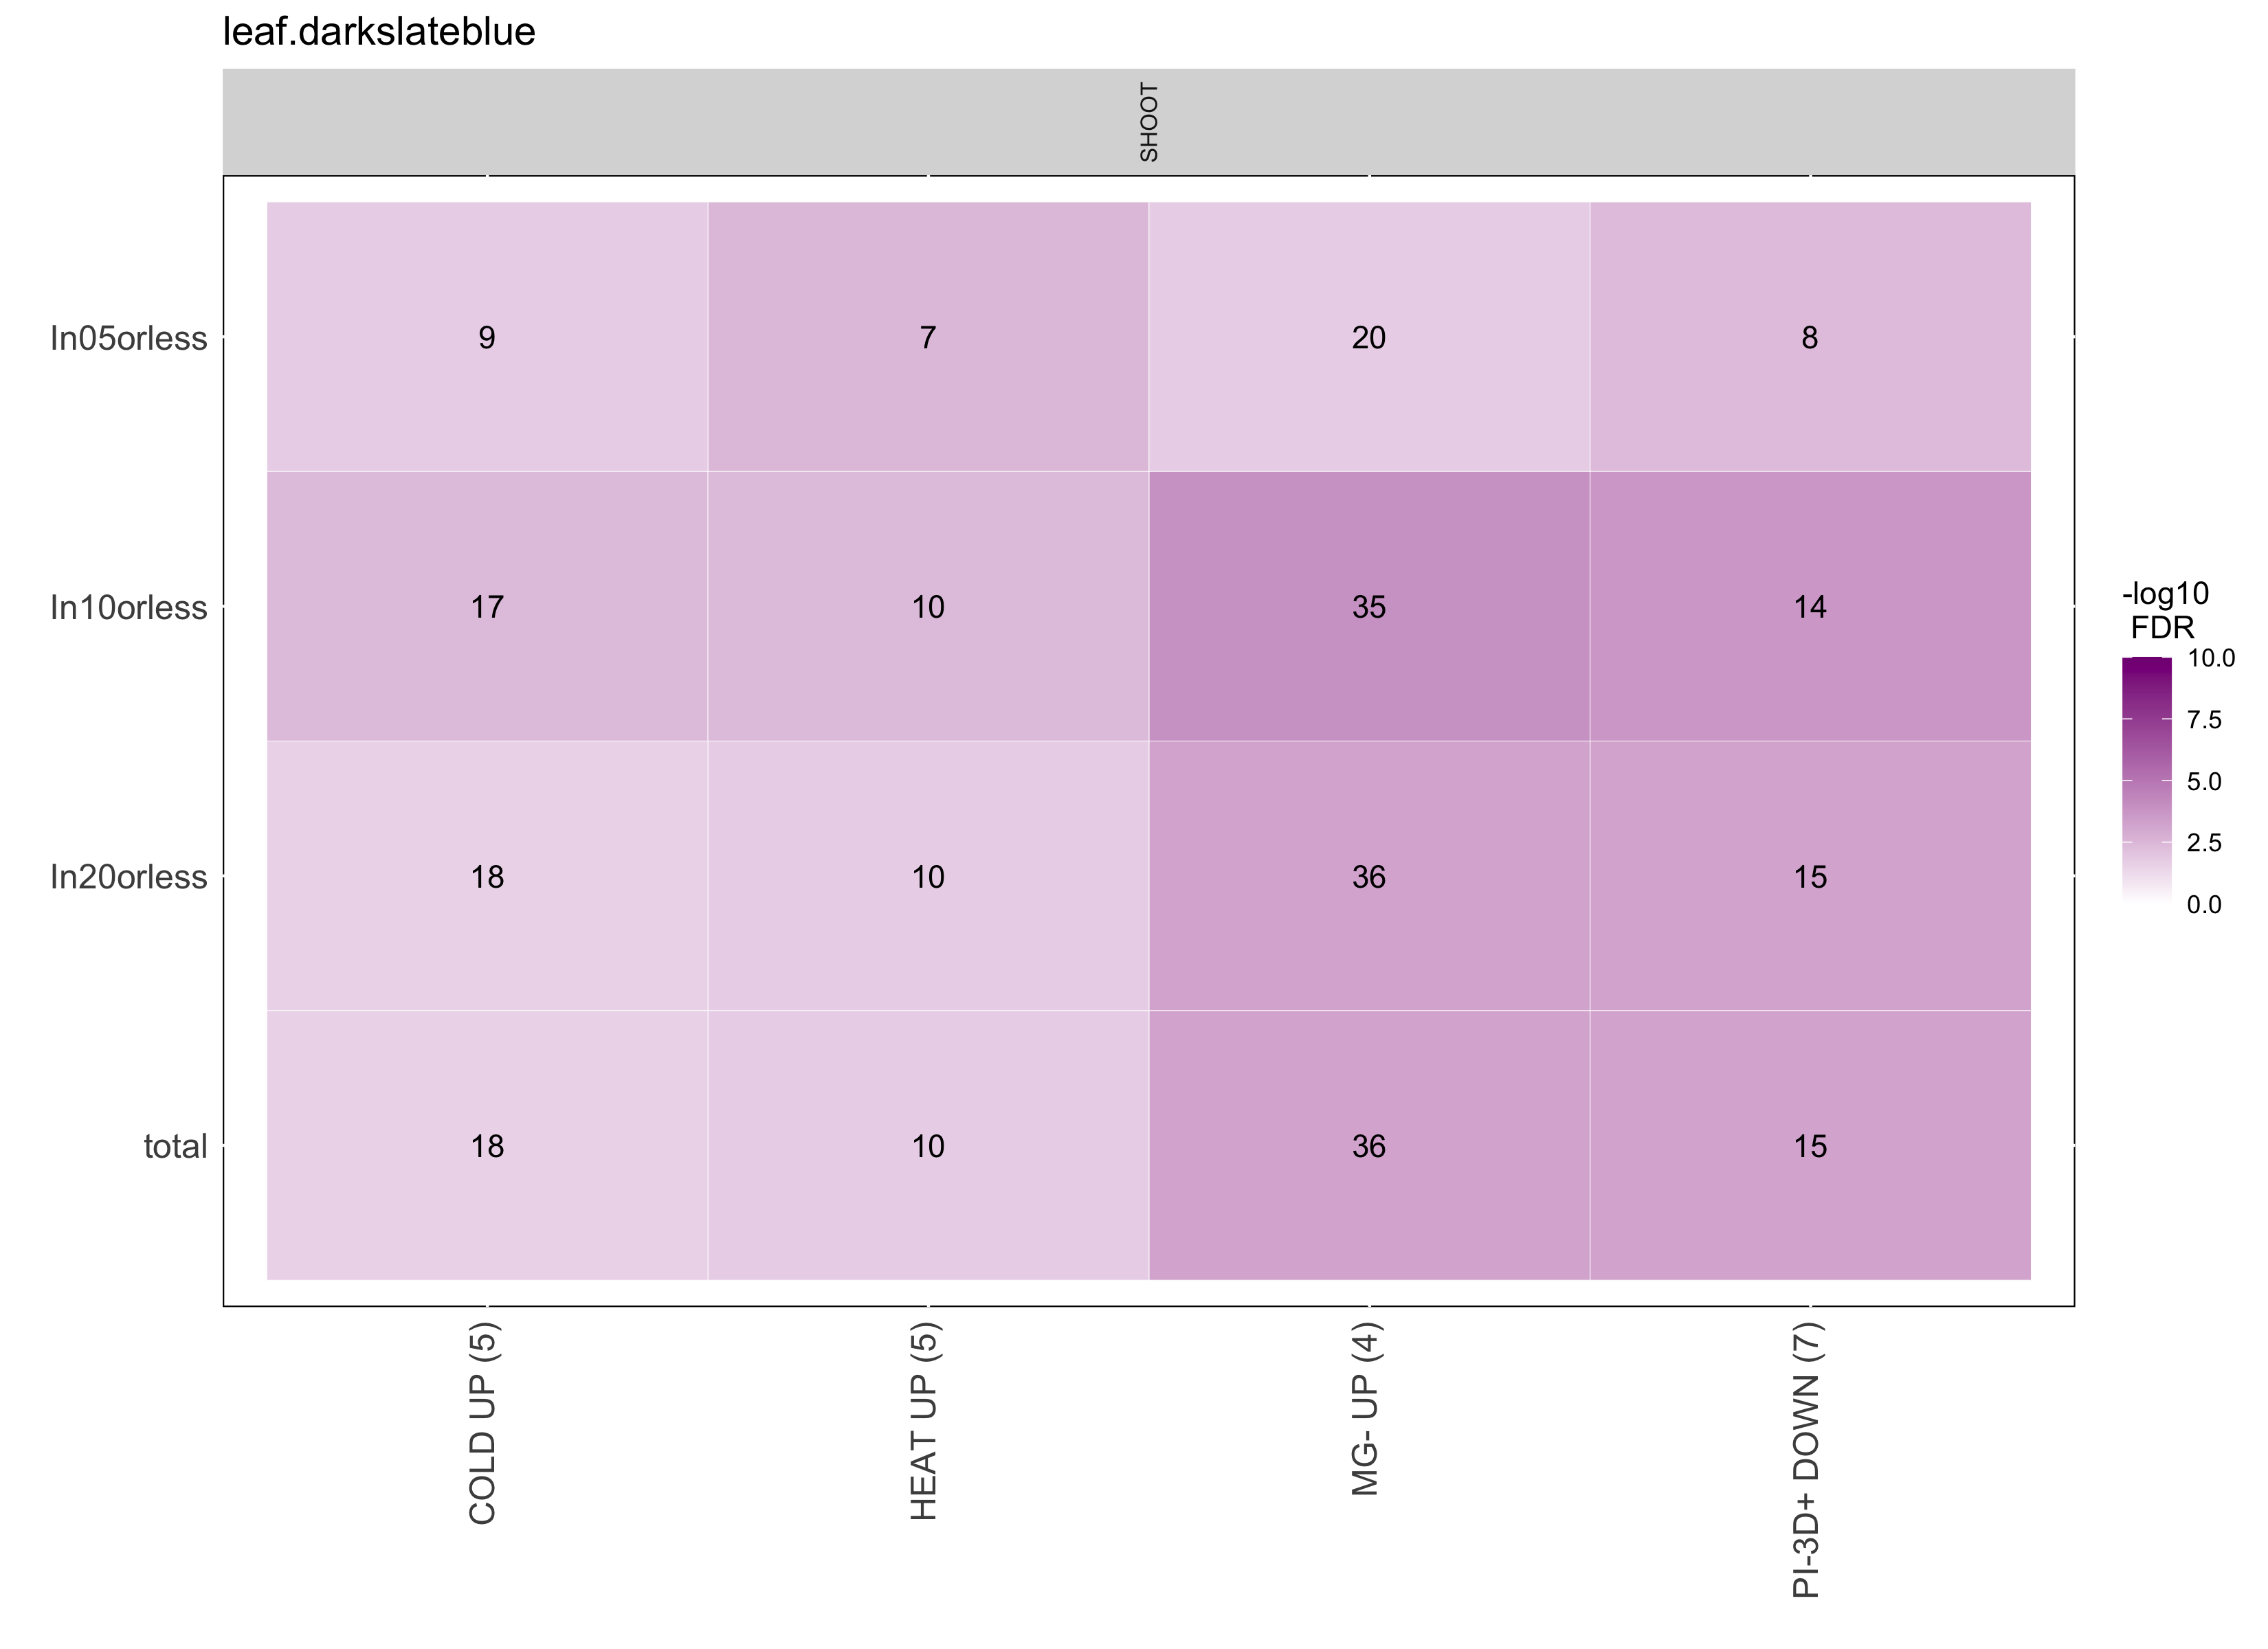 leaf.darkslateblue
SHOOT
In05orless 9 7 20 8
In10orless 17 10 35 14
In20orless 18 10 36 15
total 18 10 36 15
COLD UP (5)
HEAT UP (5)
MG- UP (4)
PI-3D+ DOWN (7)
-log10
FDR
10.0
7.5
5.0
2.5
0.0